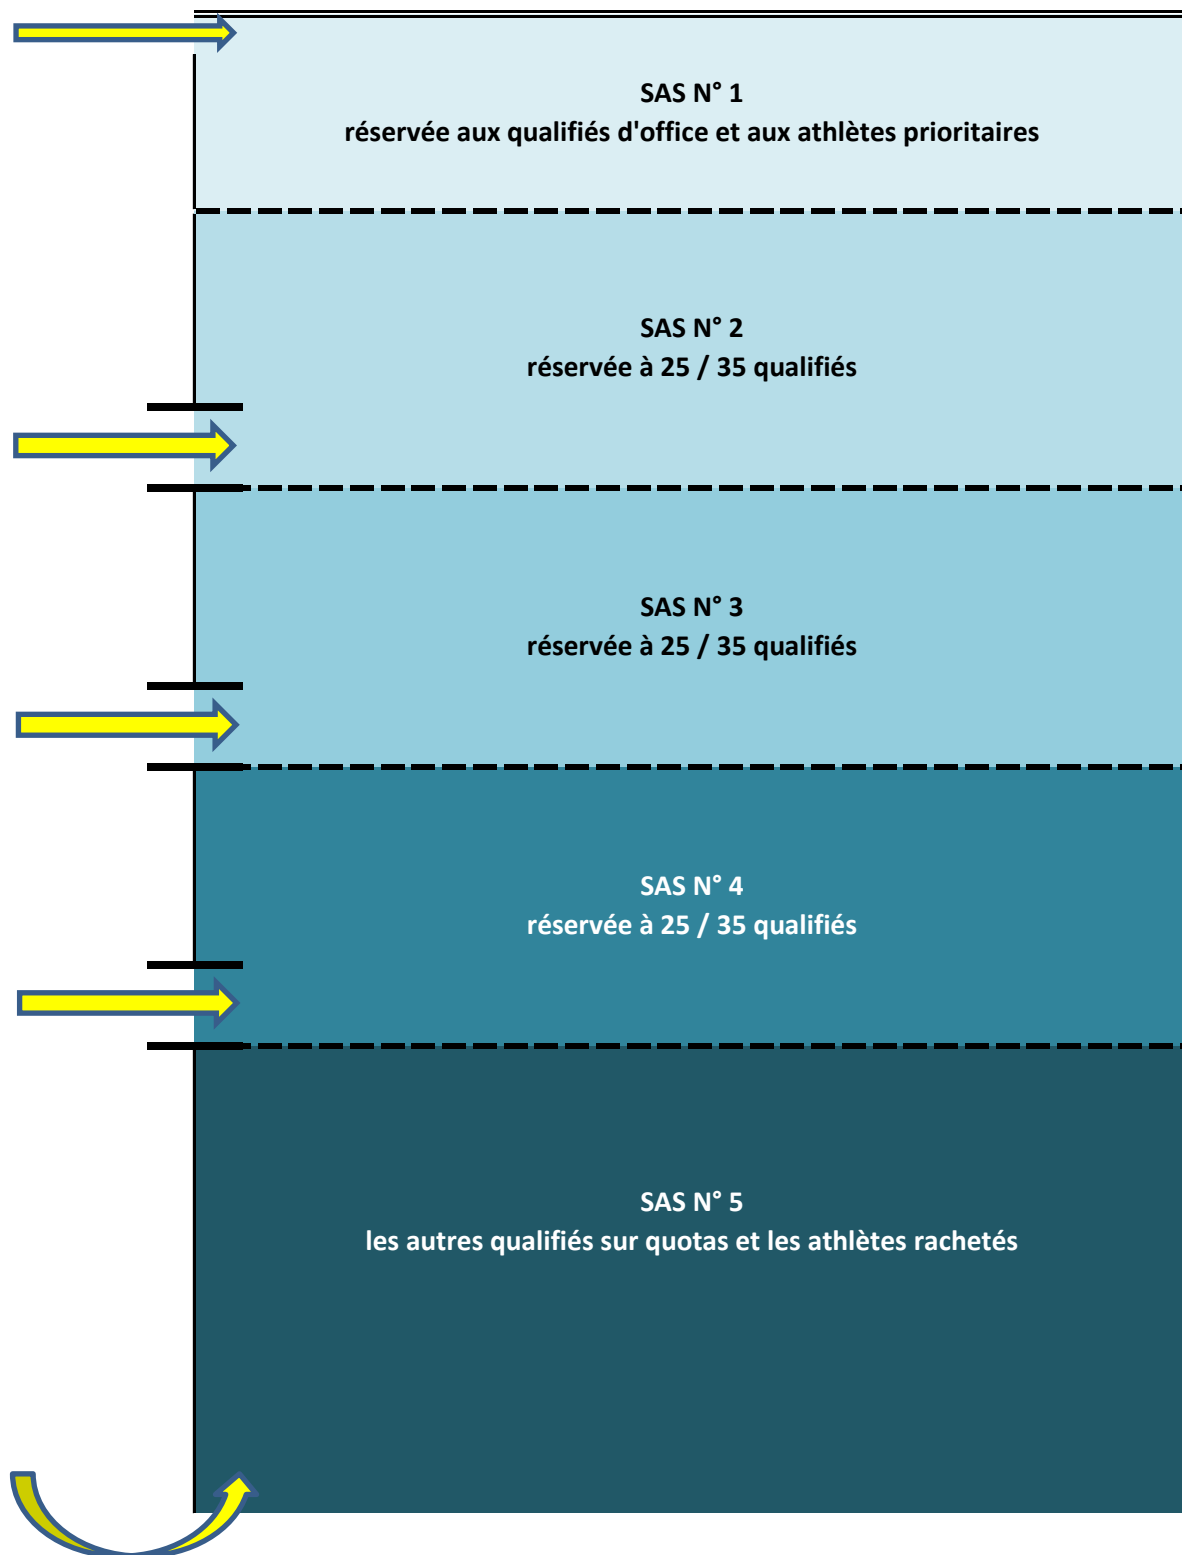 SAS N° 1
réservée aux qualifiés d'office et aux athlètes prioritaires
SAS N° 2
réservée à 25 / 35 qualifiés
SAS N° 3
réservée à 25 / 35 qualifiés
SAS N° 4
réservée à 25 / 35 qualifiés
SAS N° 5
les autres qualifiés sur quotas et les athlètes rachetés